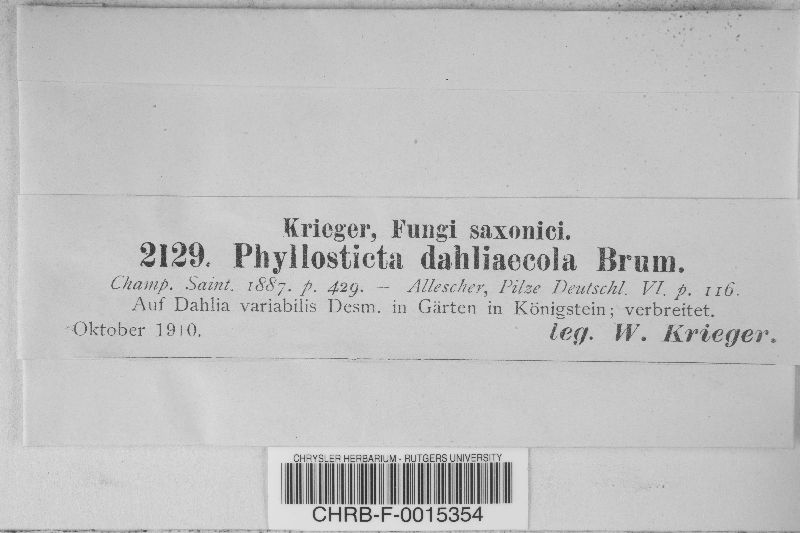 Krieger, Fungi saxonici.
2129. Phyllosticta dahliaecola Brum.
Champ. Saint. 1887. p. 429. — Allescher, Pilze Deutschl. VI. p. 116.
Auf Dahlia variabilis Desm. in Gärten in Königstein; verbreitet.
Oktober 1910. leg. W. Krieger.
CHRYSLER HERBARIUM - RUTGERS UNIVERSITY
CHRB-F-0015354